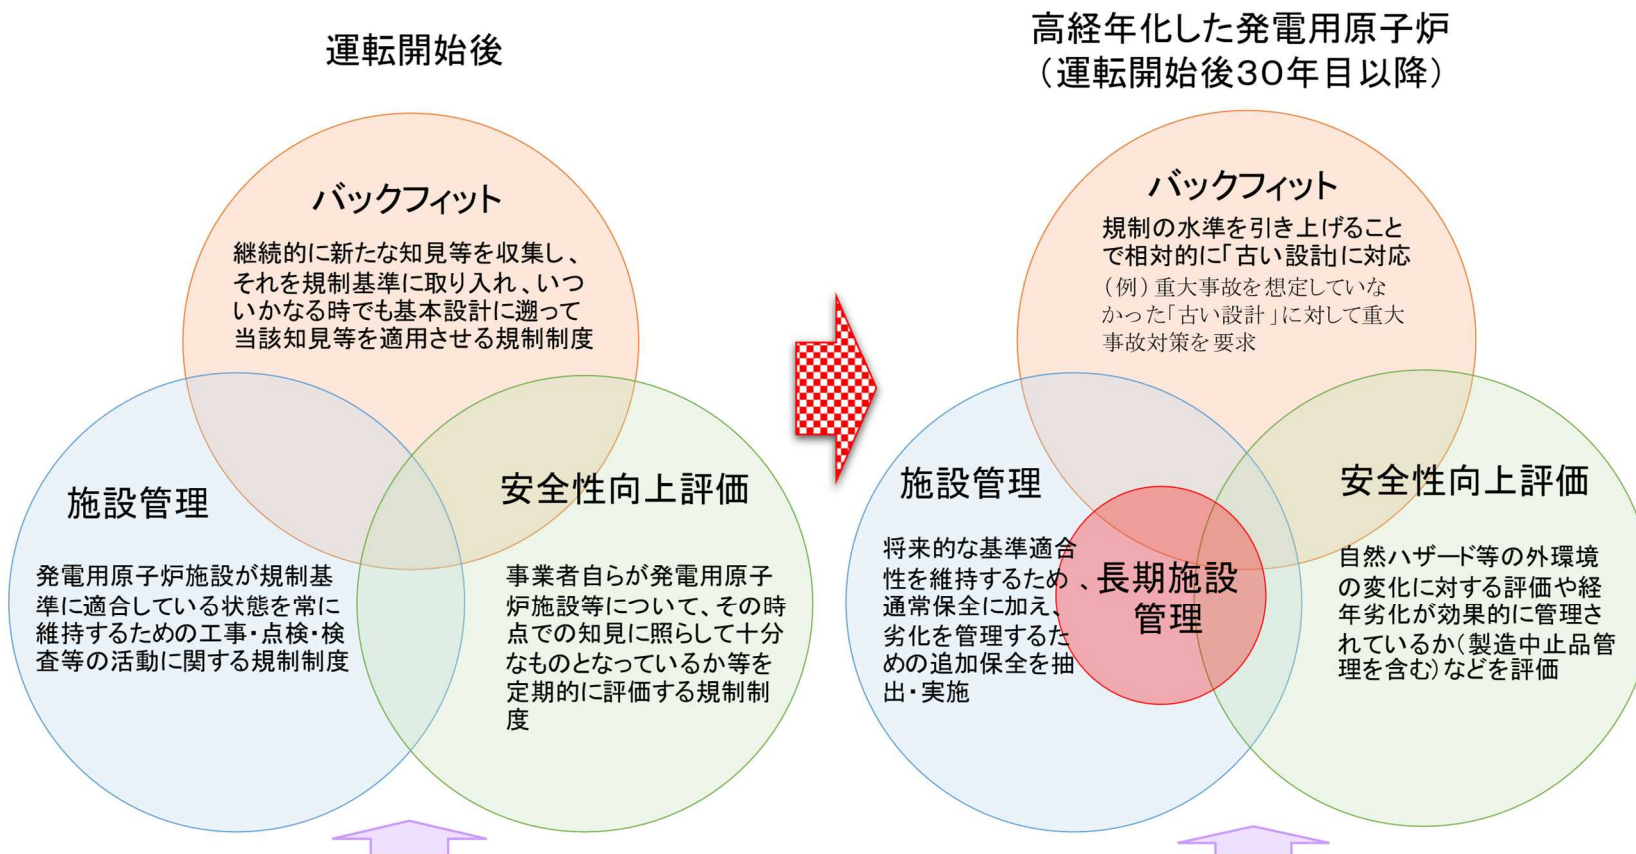 運転開始後
バックフィット
継続的に新たな知見等を収集し、
それを規制基準に取り入れ、いつ
いかなる時でも基本設計に遡って
当該知見等を適用させる規制制度
施設管理
発電用原子炉施設が規制基
準に適合している状態を常に
維持するための工事・点検・検
査等の活動に関する規制制度
安全性向上評価
事業者自らが発電用原子
炉施設等について、その時
点での知見に照らして十分
なものとなっているか等を
定期的に評価する規制制
度
高経年化した発電用原子炉
（運転開始後30年目以降）
バックフィット
規制の水準を引き上げること
で相対的に「古い設計」に対応
（例）重大事故を想定していな
かった「古い設計」に対して重大
事故対策を要求
施設管理
将来的な基準適合
性を維持するため、
通常保全に加え、
劣化を管理するた
めの追加保全を抽
出・実施
長期施設
管理
安全性向上評価
自然ハザード等の外環境
の変化に対する評価や経
年劣化が効果的に管理さ
れているか（製造中止品管
理を含む）などを評価